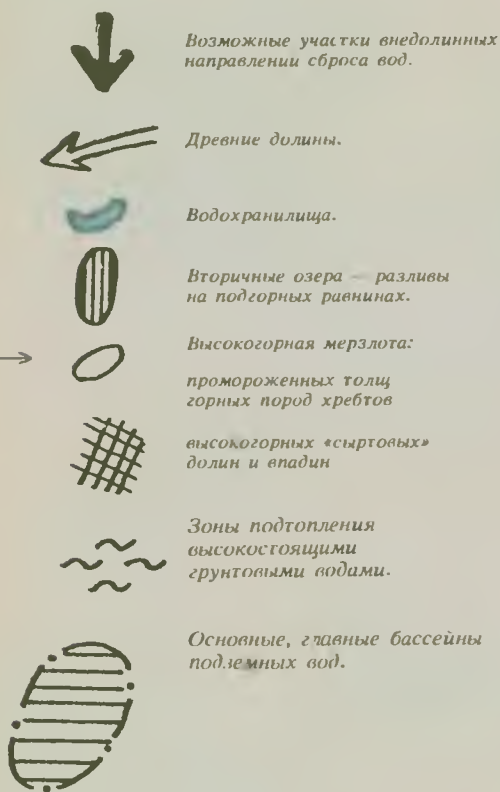 Возможные участки внедолинных
направлении сброса вод.
Древние долины.
Водохранилища.
Вторичные озера — разливы
на подгорных равнинах.
Высокогорная мерзлота:
промороженных толщ
горных пород хребтов
высокогорных «сыртовых»
долин и впадин
Зоны подтопления
высокостоящими
грунтовыми водами.
Основные, главные бассейны
подземных вод.